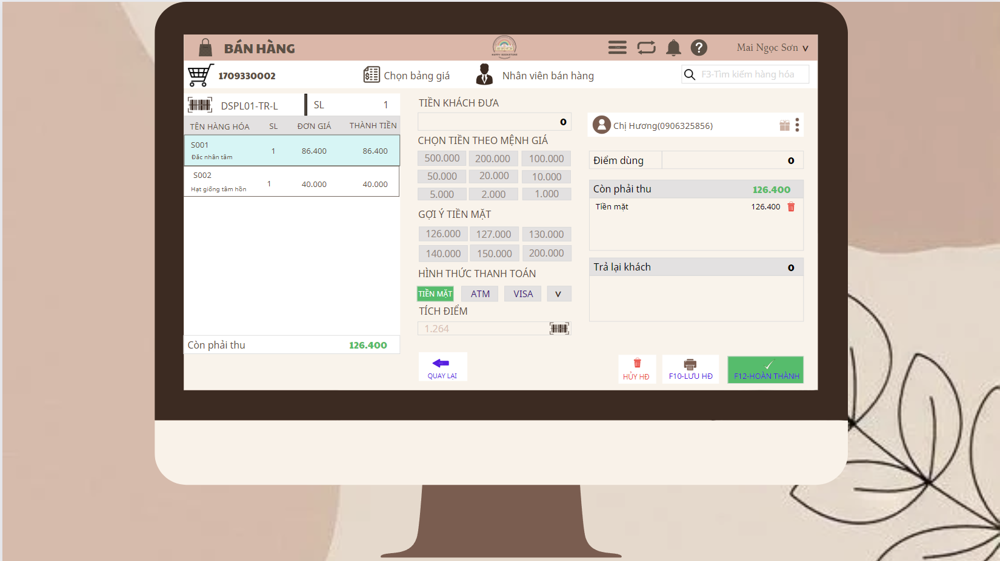 BÁN HÀNG
HAPPY BOOKSTORE
Mai Ngọc Sơn
1709330002
Chọn bảng giá
Nhân viên bán hàng
F3-Tìm kiếm hàng hóa
DSPL01-TR-L SL 1
TÊN HÀNG HÓA SL ĐƠN GIÁ THÀNH TIỀN
S001
Đắc nhân tâm
1 86.400 86.400
S002
Hạt giống tâm hồn
1 40.000 40.000
Còn phải thu 126.400
TIỀN KHÁCH ĐƯA
0
CHỌN TIỀN THEO MỆNH GIÁ
500.000 200.000 100.000
50.000 20.000 10.000
5.000 2.000 1.000
GỢI Ý TIỀN MẶT
126.000 127.000 130.000
140.000 150.000 200.000
HÌNH THỨC THANH TOÁN
TIỀN MẶT ATM VISA
TÍCH ĐIỂM
1.264
QUAY LẠI
Chị Hương(0906325856)
Điểm dùng 0
Còn phải thu 126.400
Tiền mặt 126.400
Trả lại khách 0
HỦY HĐ
F10-LƯU HĐ
F12-HOÀN THÀNH